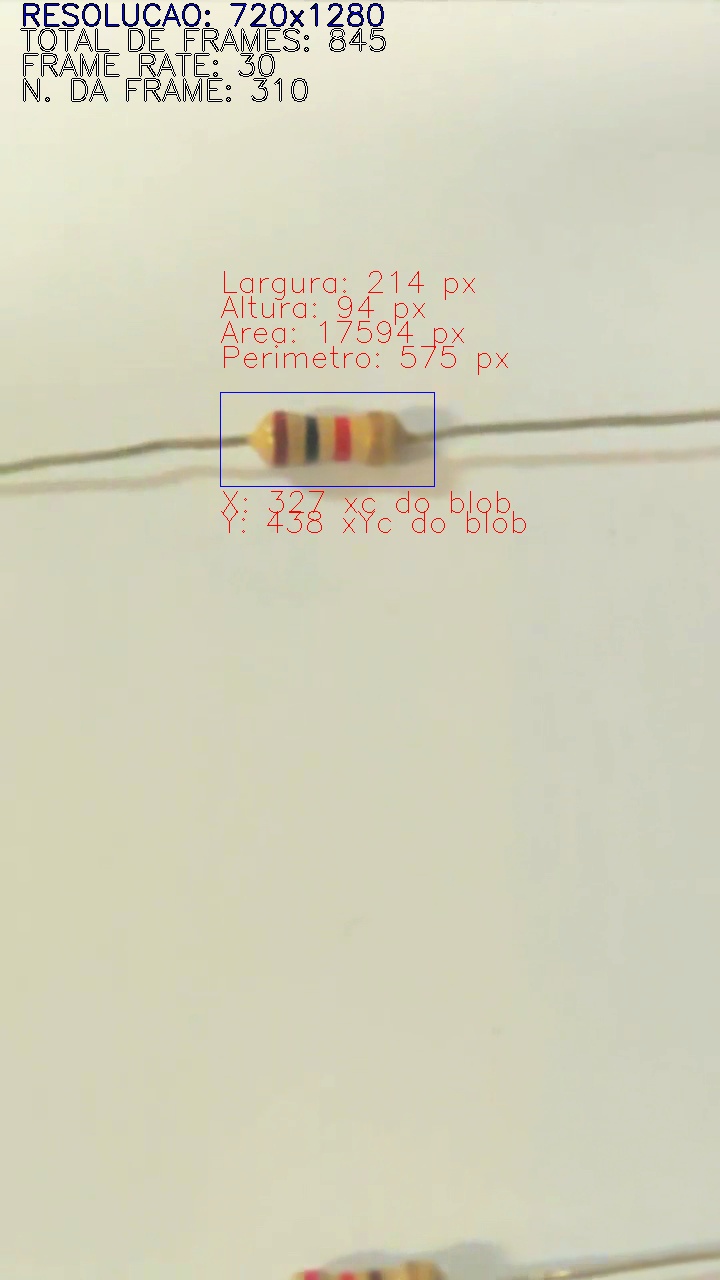 RESOLUCAO: 720x1280
TOTAL DE FRAMES: 845
FRAME RATE: 30
N. DA FRAME: 310
Largura: 214 px
Altura: 94 px
Area: 17594 px
Perimetro: 575 px
X: 327 xc do blob
Y: 438 xYc do blob